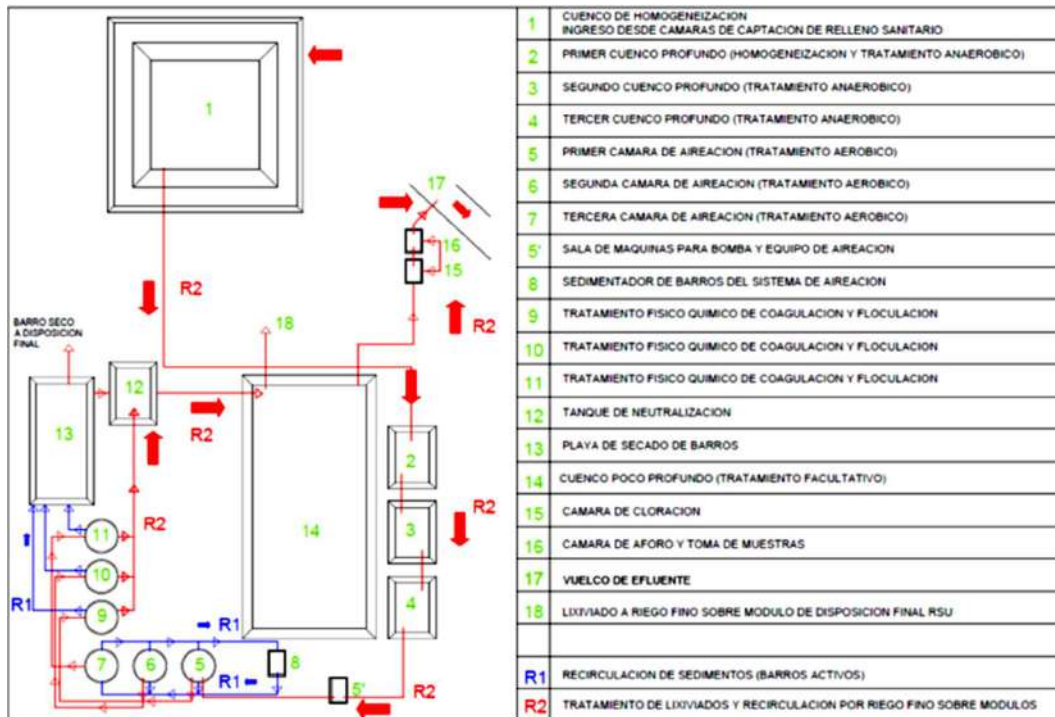 1
R2
17
16
15
R2
18
BARRO SECO
A DISPOSICION
FINAL
12
R2
13
2
R2
14
3
R2
11
10
9
R1
4
R1
7
6
5
8
R1
5'
R2
1 CUENCO DE HOMOGENEIZACION
INGRESO DESDE CAMARAS DE CAPTACION DE RELLENO SANITARIO
2 PRIMER CUENCO PROFUNDO (HOMOGENEIZACION Y TRATAMIENTO ANAEROBICO)
3 SEGUNDO CUENCO PROFUNDO (TRATAMIENTO ANAEROBICO)
4 TERCER CUENCO PROFUNDO (TRATAMIENTO ANAEROBICO)
5 PRIMER CAMARA DE AIREACION (TRATAMIENTO AEROBICO)
6 SEGUNDA CAMARA DE AIREACION (TRATAMIENTO AEROBICO)
7 TERCERA CAMARA DE AIREACION (TRATAMIENTO AEROBICO)
5' SALA DE MAQUINAS PARA BOMBA Y EQUIPO DE AIREACION
8 SEDIMENTADOR DE BARROS DEL SISTEMA DE AIREACION
9 TRATAMIENTO FISICO QUIMICO DE COAGULACION Y FLOCULACION
10 TRATAMIENTO FISICO QUIMICO DE COAGULACION Y FLOCULACION
11 TRATAMIENTO FISICO QUIMICO DE COAGULACION Y FLOCULACION
12 TANQUE DE NEUTRALIZACION
13 PLAYA DE SECADO DE BARROS
14 CUENCO POCO PROFUNDO (TRATAMIENTO FACULTATIVO)
15 CAMARA DE CLORACION
16 CAMARA DE AFORO Y TOMA DE MUESTRAS
17 VUELCO DE EFLUENTE
18 LIXIVIADO A RIEGO FINO SOBRE MODULO DE DISPOSICION FINAL RSU
R1 RECIRCULACION DE SEDIMENTOS (BARROS ACTIVOS)
R2 TRATAMIENTO DE LIXIVIADOS Y RECIRCULACION POR RIEGO FINO SOBRE MODULOS